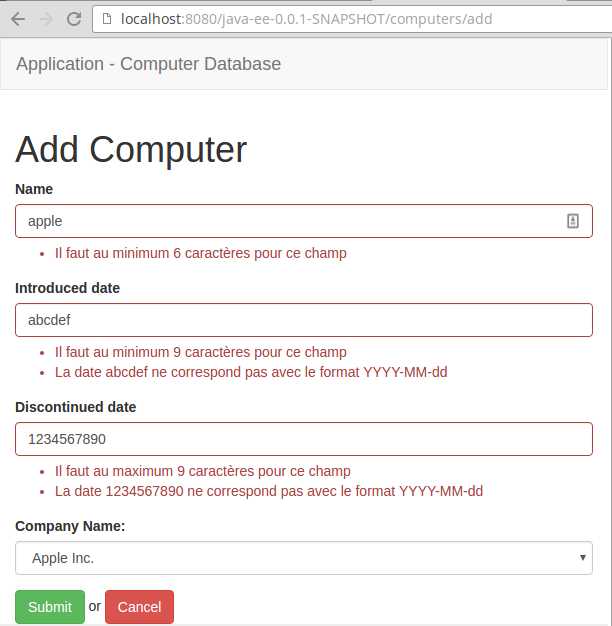 localhost:8080/java-ee-0.0.1-SNAPSHOT/computers/add
Application - Computer Database
Add Computer
Name
apple
• Il faut au minimum 6 caractères pour ce champ
Introduced date
abcdef
• Il faut au minimum 9 caractères pour ce champ
• La date abcdef ne correspond pas avec le format YYYY-MM-dd
Discontinued date
1234567890
• Il faut au maximum 9 caractères pour ce champ
• La date 1234567890 ne correspond pas avec le format YYYY-MM-dd
Company Name:
Apple Inc.
Submit or Cancel